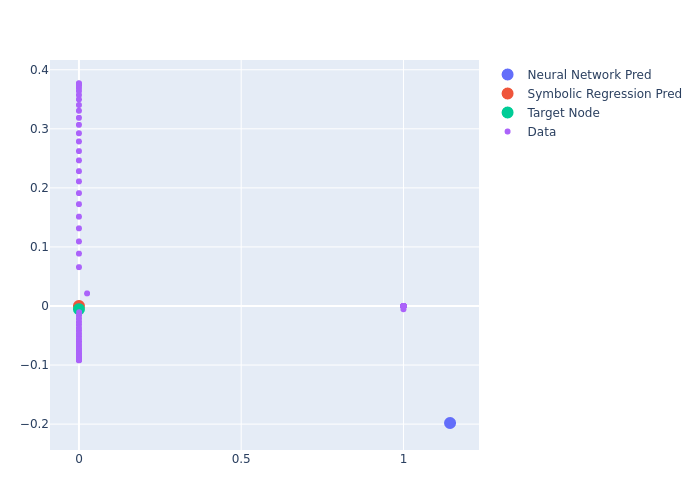 0.4
0.3
0.2
0.1
0
−0.1
−0.2
0
0.5
1
Neural Network Pred
Symbolic Regression Pred
Target Node
Data